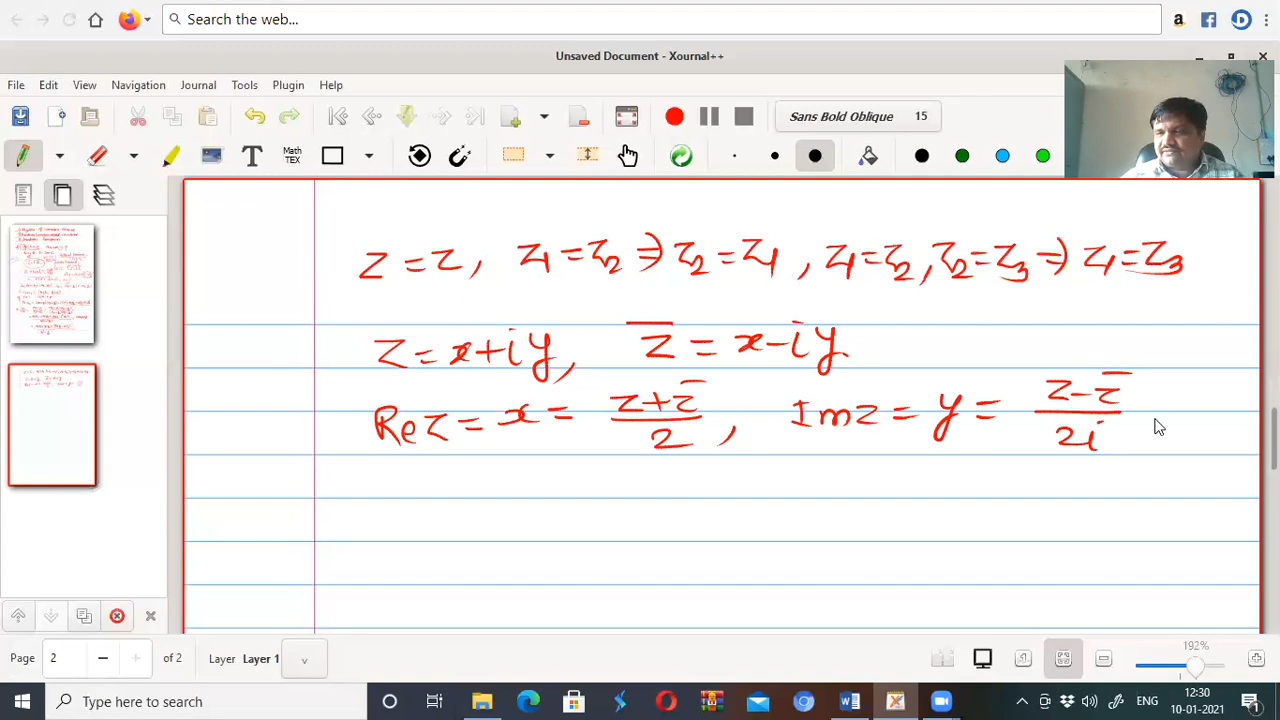 Search the web...
Unsaved Document - Xournal++
File Edit View Navigation Journal Tools Plugin Help
Sans Bold Oblique 15
Math TEX
z = z, z1 = z2 ⇒ z2 = z1, z1 = z2, z2 = z3 ⇒ z1 = z3
z = x + iy, z̄ = x - iy
Re z = x = (z + z̄)/2, Im z = y = (z - z̄)/2i
Page 2 of 2 Layer Layer 1 192%
Type here to search
ENG
12:30
10-01-2021